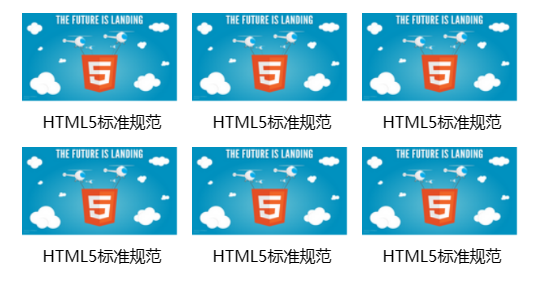 THE FUTURE IS LANDING THE FUTURE IS LANDING THE FUTURE IS LANDING
5 5 5
HTML5标准规范 HTML5标准规范 HTML5标准规范
THE FUTURE IS LANDING THE FUTURE IS LANDING THE FUTURE IS LANDING
5 5 5
HTML5标准规范 HTML5标准规范 HTML5标准规范